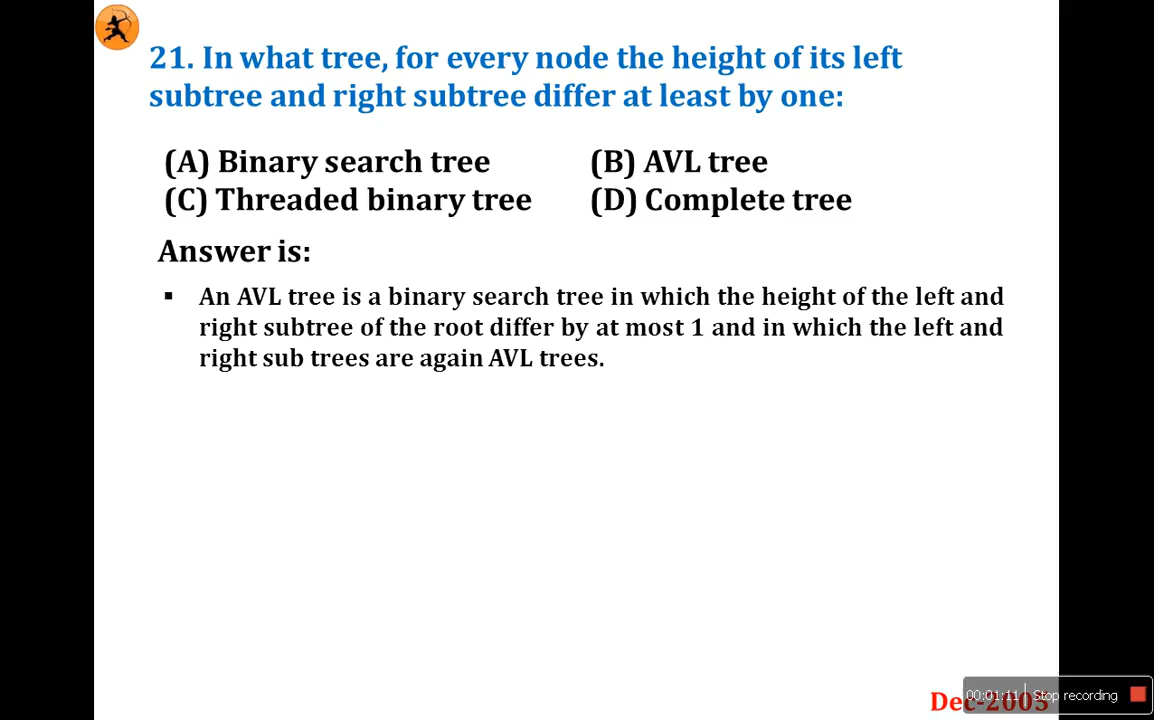 21. In what tree, for every node the height of its left
subtree and right subtree differ at least by one:
(A) Binary search tree (B) AVL tree
(C) Threaded binary tree (D) Complete tree
Answer is:
▪ An AVL tree is a binary search tree in which the height of the left and
right subtree of the root differ by at most 1 and in which the left and
right sub trees are again AVL trees.
00:01:11 Stop recording